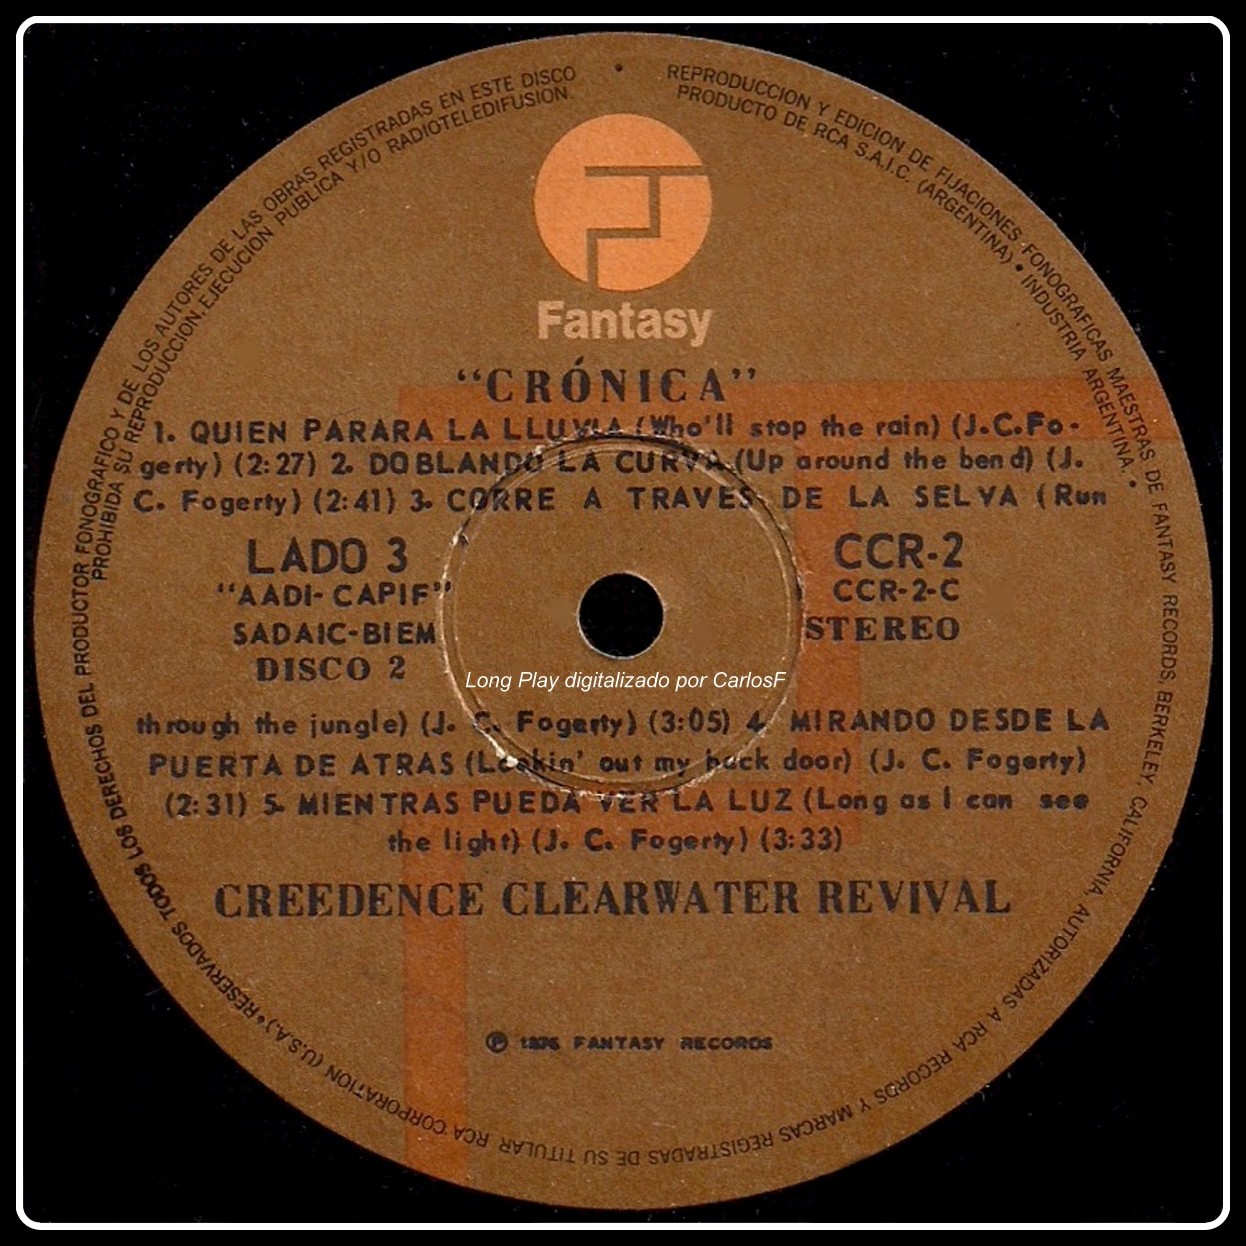 TODOS LOS DERECHOS DEL PRODUCTOR FONOGRAFICO Y DE LOS AUTORES DE LAS OBRAS REGISTRADAS EN ESTE DISCO
RESERVADOS
PROHIBIDA SU REPRODUCCION, EJECUCION PUBLICA Y/O RADIOTELEDIFUSION.
• REPRODUCCION Y EDICION DE FIJACIONES FONOGRAFICAS MAESTRAS DE FANTASY RECORDS, BERKELEY, CALIFORNIA, AUTORIZADAS A RCA RECORDS Y MARCAS REGISTRADAS DE SU TITULAR RCA CORPORATION (U.S.A.) •
PRODUCTO DE RCA S.A.I.C. (ARGENTINA) • INDUSTRIA ARGENTINA. •
Fantasy
“CRÓNICA”
1. QUIEN PARARA LA LLUVIA (Who'll stop the rain) (J.C.Fo-
gerty) (2:27) 2. DOBLANDO LA CURVA (Up around the bend) (J.
C. Fogerty) (2:41) 3. CORRE A TRAVES DE LA SELVA (Run
LADO 3
CCR-2
“AADI-CAPIF”
CCR-2-C
SADAIC-BIEM
STEREO
DISCO 2
Long Play digitalizado por CarlosF
through the jungle) (J. C. Fogerty) (3:05) 4. MIRANDO DESDE LA
PUERTA DE ATRAS (Lookin' out my back door) (J. C. Fogerty)
(2:31) 5. MIENTRAS PUEDA VER LA LUZ (Long as I can see
the light) (J. C. Fogerty) (3:33)
CREEDENCE CLEARWATER REVIVAL
℗ 1976 FANTASY RECORDS